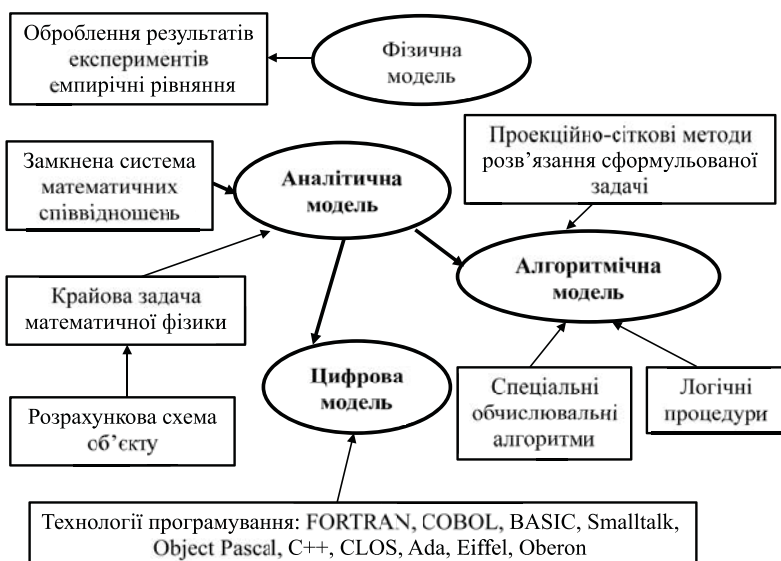 Оброблення результатів
експериментів
емпіричні рівняння
Фізична
модель
Проекційно-сіткові методи
розв’язання сформульованої
задачі
Замкнена система
математичних
співвідношень
Аналітична
модель
Алгоритмічна
модель
Крайова задача
математичної фізики
Цифрова
модель
Спеціальні
обчислювальні
алгоритми
Логічні
процедури
Розрахункова схема
об’єкту
Технології програмування: FORTRAN, COBOL, BASIC, Smalltalk,
Object Pascal, C++, CLOS, Ada, Eiffel, Oberon